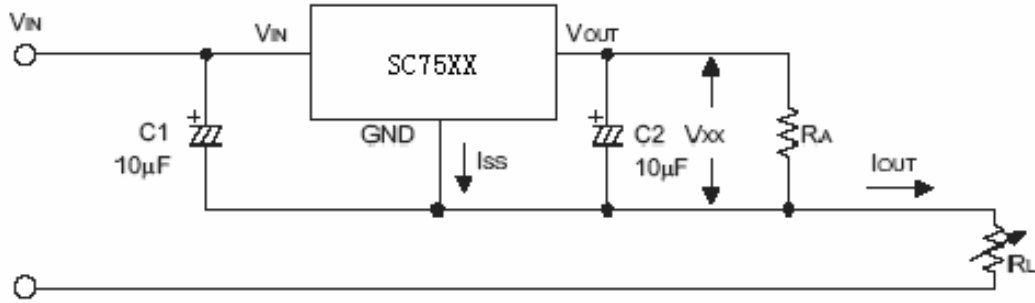 VIN
VIN
SC75XX
VOUT
GND
ISS
C1
10µF
C2
10µF
VXX
RA
IOUT
RL